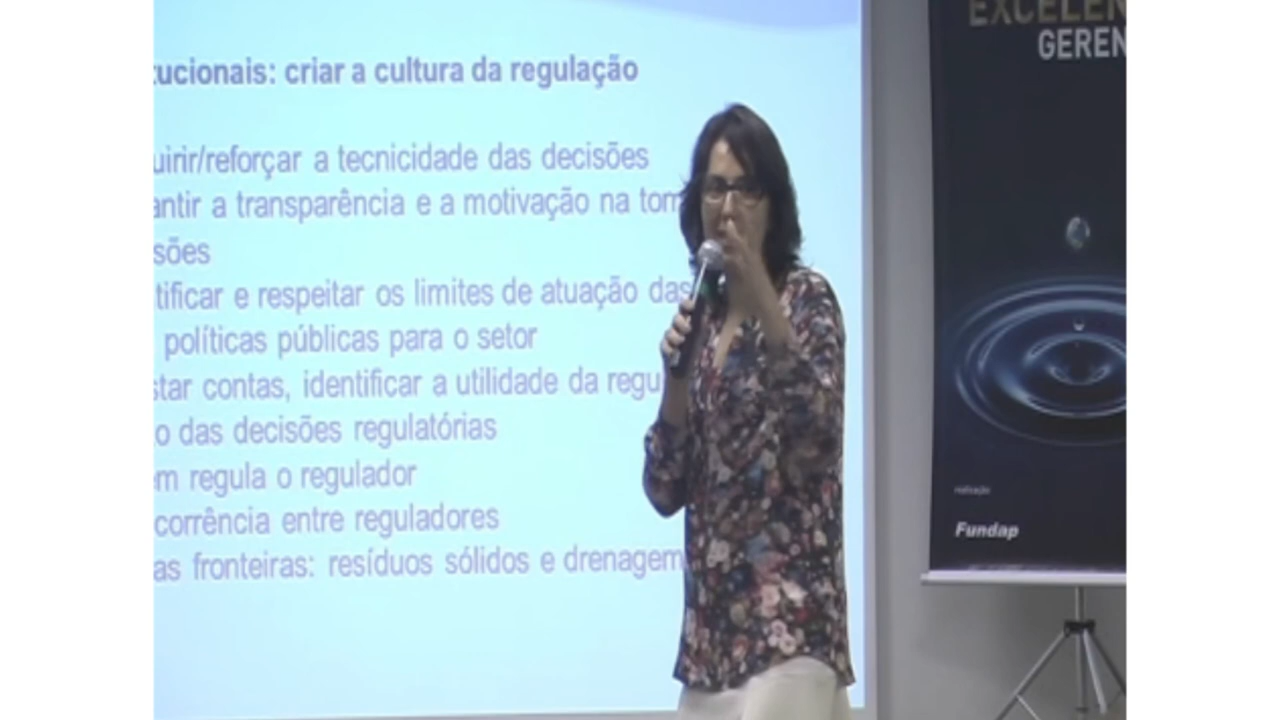 tucionais: criar a cultura da regulação
uirir/reforçar a tecnicidade das decisões
antir a transparência e a motivação na tom
sões
tificar e respeitar os limites de atuação das
políticas públicas para o setor
star contas, identificar a utilidade da regu
o das decisões regulatórias
em regula o regulador
corrência entre reguladores
as fronteiras: resíduos sólidos e drenagem
EXCELEN
GEREN
realização
Fundap